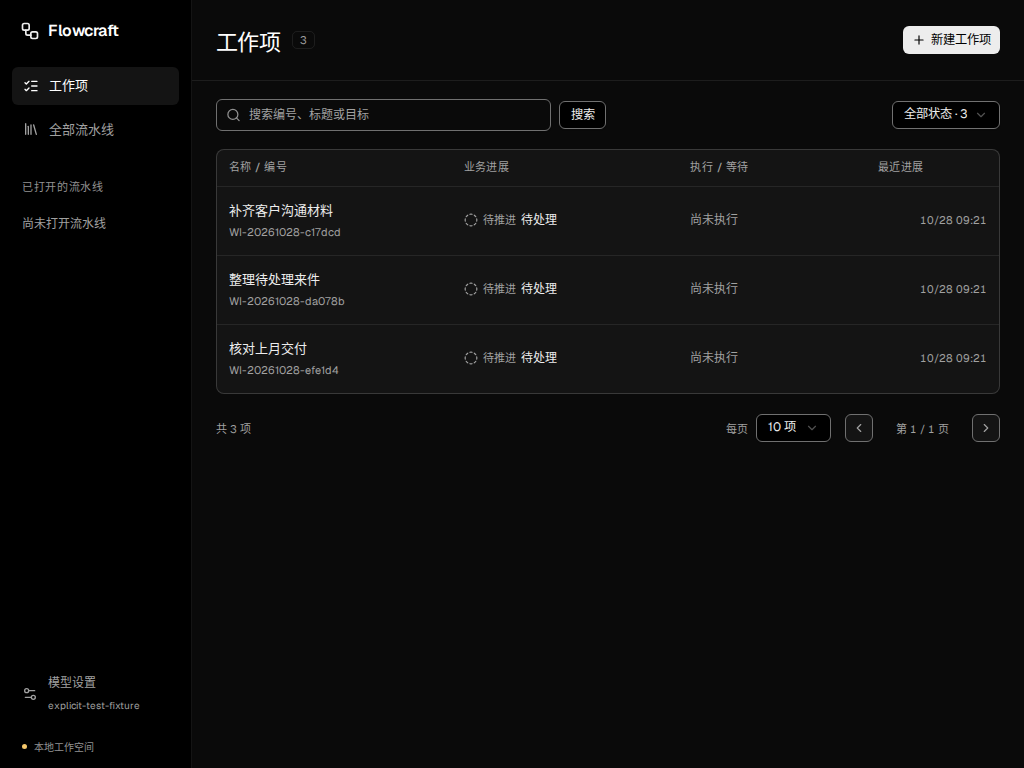 Flowcraft
工作项
全部流水线
已打开的流水线
尚未打开流水线
模型设置
explicit-test-fixture
本地工作空间
工作项 3
新建工作项
搜索编号、标题或目标
搜索
全部状态 · 3
名称 / 编号 业务进展 执行 / 等待 最近进展
补齐客户沟通材料
WI-20261028-c17dcd
待推进 待处理 尚未执行 10/28 09:21
整理待处理来件
WI-20261028-da078b
待推进 待处理 尚未执行 10/28 09:21
核对上月交付
WI-20261028-efe1d4
待推进 待处理 尚未执行 10/28 09:21
共 3 项 每页 10 项 第 1 / 1 页